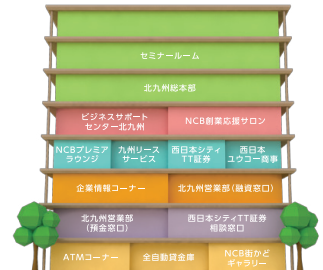 セミナールーム
北九州総本部
ビジネスサポート
センター北九州
NCB創業応援サロン
NCBプレミア
ラウンジ
九州リース
サービス
西日本シティ
TT証券
西日本
ユウコー商事
企業情報コーナー
北九州営業部(融資窓口)
北九州営業部
(預金窓口)
西日本シティTT証券
相談窓口
ATMコーナー
全自動貸金庫
NCB街かど
ギャラリー